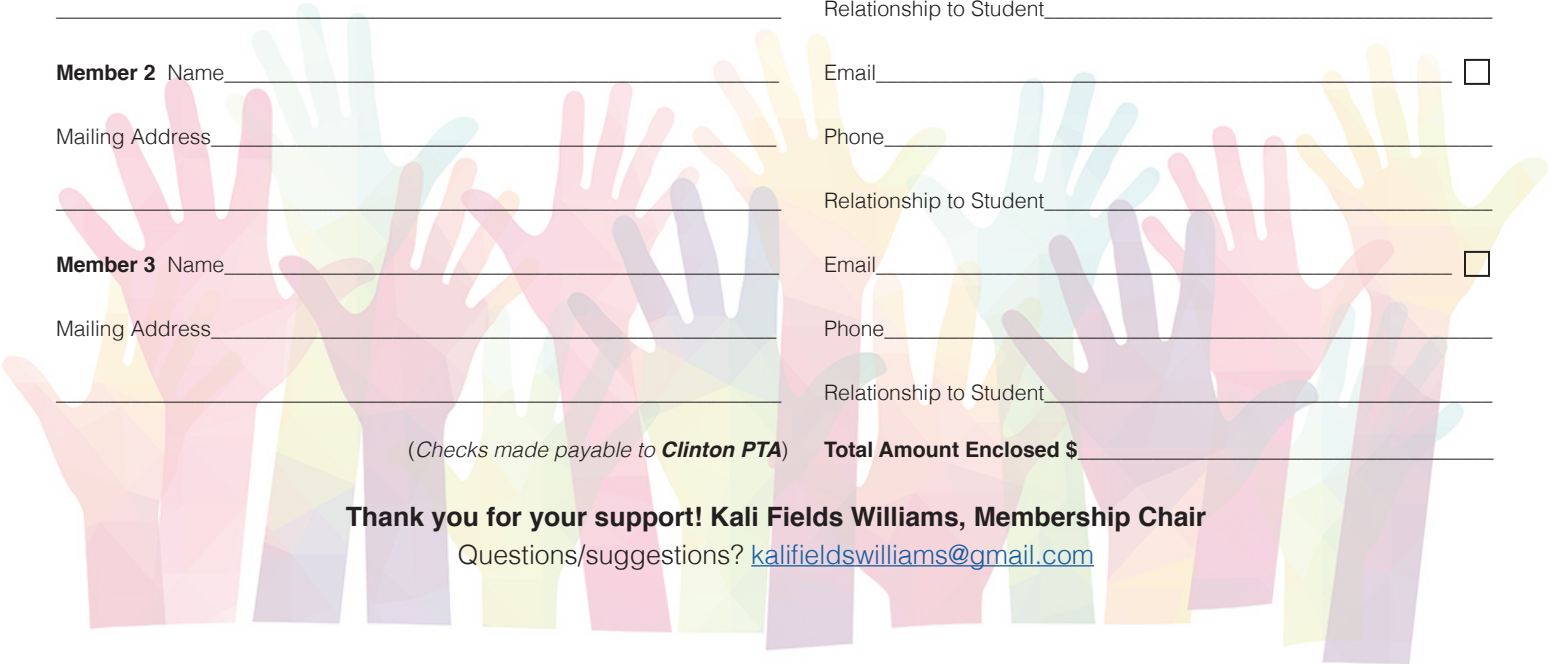 Relationship to Student
Member 2 Name Email
Mailing Address Phone
Relationship to Student
Member 3 Name Email
Mailing Address Phone
Relationship to Student
(Checks made payable to Clinton PTA) Total Amount Enclosed $
Thank you for your support! Kali Fields Williams, Membership Chair
Questions/suggestions? kalifieldswilliams@gmail.com